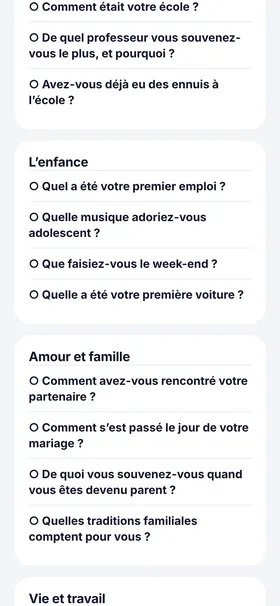 ○ Comment était votre école ?
○ De quel professeur vous souvenez-
vous le plus, et pourquoi ?
○ Avez-vous déjà eu des ennuis à
l’école ?
L’enfance
○ Quel a été votre premier emploi ?
○ Quelle musique adoriez-vous
adolescent ?
○ Que faisiez-vous le week-end ?
○ Quelle a été votre première voiture ?
Amour et famille
○ Comment avez-vous rencontré votre
partenaire ?
○ Comment s’est passé le jour de votre
mariage ?
○ De quoi vous souvenez-vous quand
vous êtes devenu parent ?
○ Quelles traditions familiales
comptent pour vous ?
Vie et travail